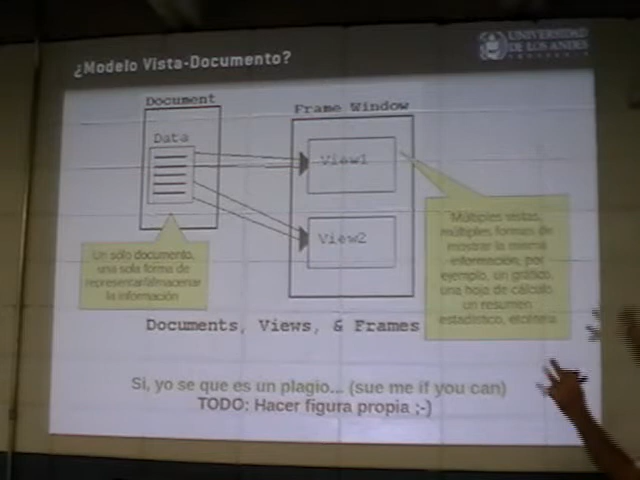 ¿Modelo Vista-Documento?
UNIVERSIDAD
DE LOS ANDES
Document
Frame Window
Data
View1
View2
Un sólo documento,
una sola forma de
representar/almacenar
la información
Múltiples vistas,
múltiples formas de
mostrar la misma
información, por
ejemplo, un gráfico,
una hoja de cálculo
un resumen
estadístico,
Documents, Views, & Frames
Si, yo se que es un plagio... (sue me if you can)
TODO: Hacer figura propia ;-)